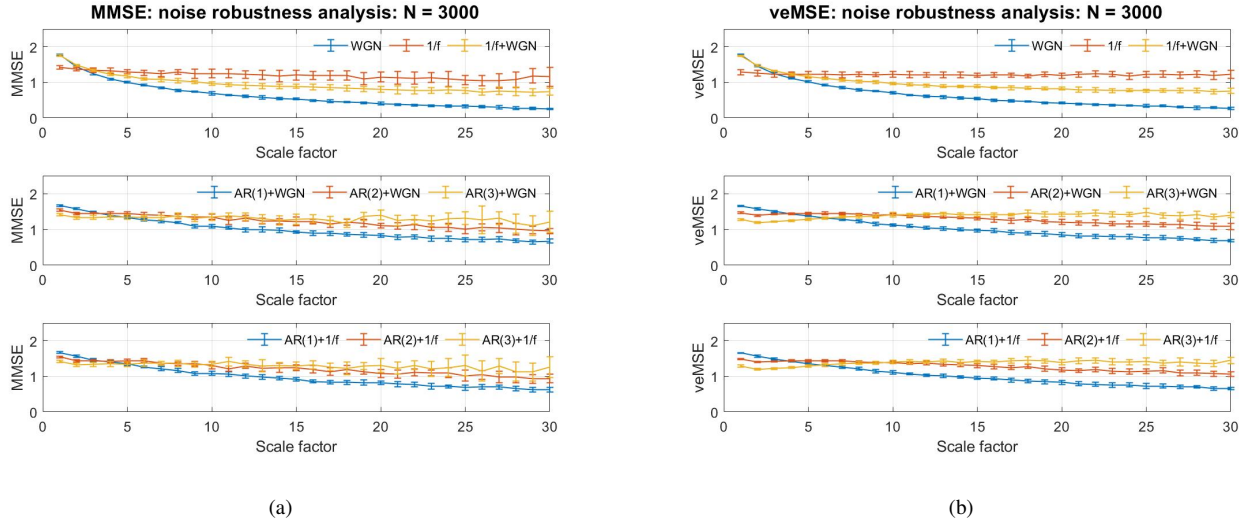 MMSE: noise robustness analysis: N = 3000
WGN 1/f 1/f+WGN
MMSE
2
1
0
0 5 10 15 20 25 30
Scale factor
AR(1)+WGN AR(2)+WGN AR(3)+WGN
MMSE
2
1
0
0 5 10 15 20 25 30
Scale factor
AR(1)+1/f AR(2)+1/f AR(3)+1/f
MMSE
2
1
0
0 5 10 15 20 25 30
Scale factor
(a)
veMSE: noise robustness analysis: N = 3000
WGN 1/f 1/f+WGN
veMSE
2
1
0
0 5 10 15 20 25 30
Scale factor
AR(1)+WGN AR(2)+WGN AR(3)+WGN
veMSE
2
1
0
0 5 10 15 20 25 30
Scale factor
AR(1)+1/f AR(2)+1/f AR(3)+1/f
veMSE
2
1
0
0 5 10 15 20 25 30
Scale factor
(b)